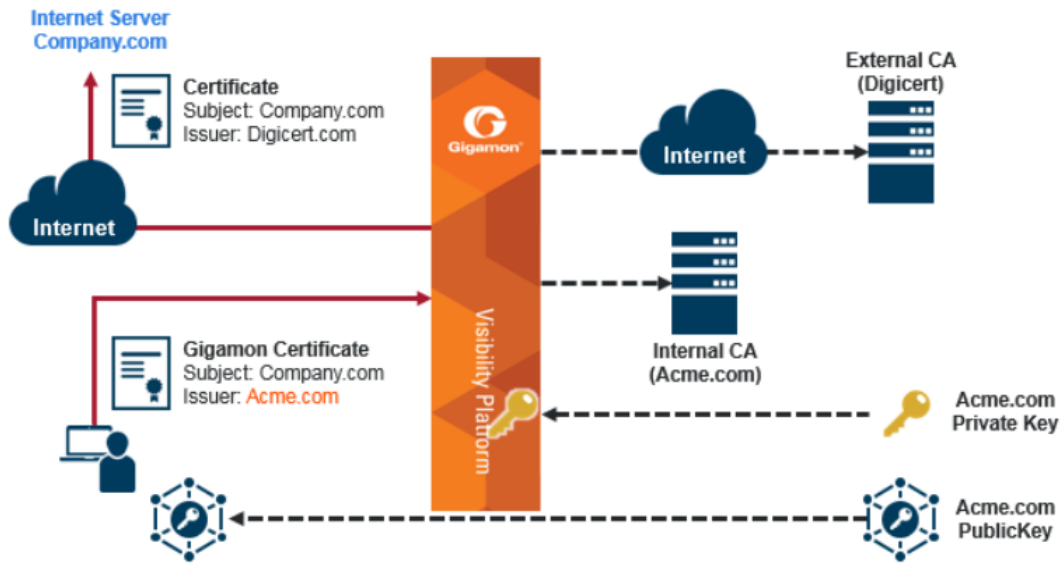 Internet Server
Company.com
Certificate
Subject: Company.com
Issuer: Digicert.com
Internet
Gigamon Certificate
Subject: Company.com
Issuer: Acme.com
Gigamon®
Visibility Platform
Internet
External CA
(Digicert)
Internal CA
(Acme.com)
Acme.com
Private Key
Acme.com
PublicKey